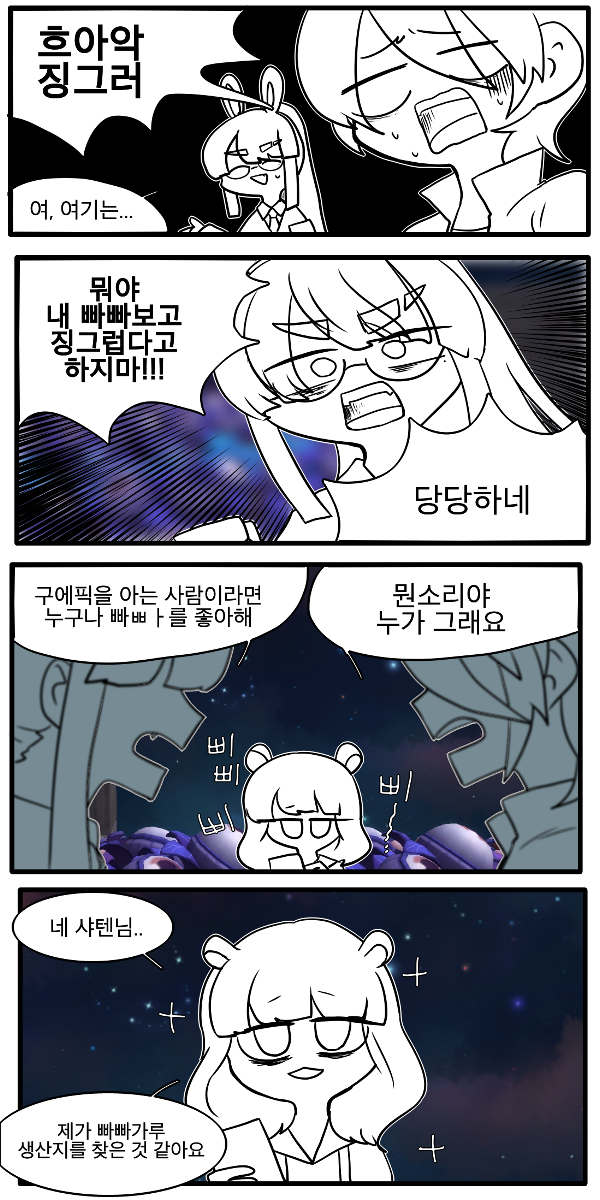 흐아악
징그러
여, 여기는...
뭐야
내 빠빠보고
징그럽다고
하지마!!!
당당하네
구에픽을 아는 사람이라면
누구나 빠ㅃㅏ를 좋아해
뭔소리야
누가 그래요
삐
삐
삐
삐
네 샤텐님..
제가 빠빠가루
생산지를 찾은 것 같아요